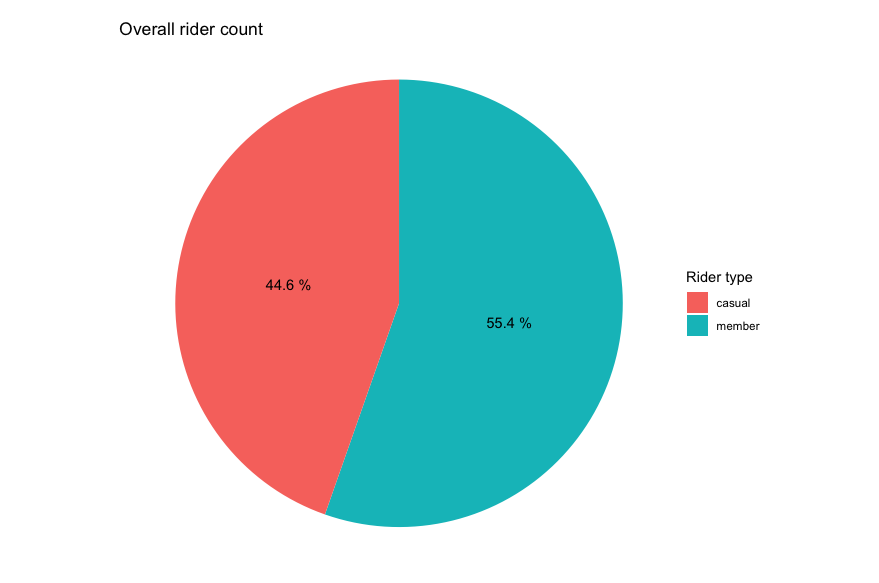 Overall rider count
44.6 %
55.4 %
Rider type
casual
member